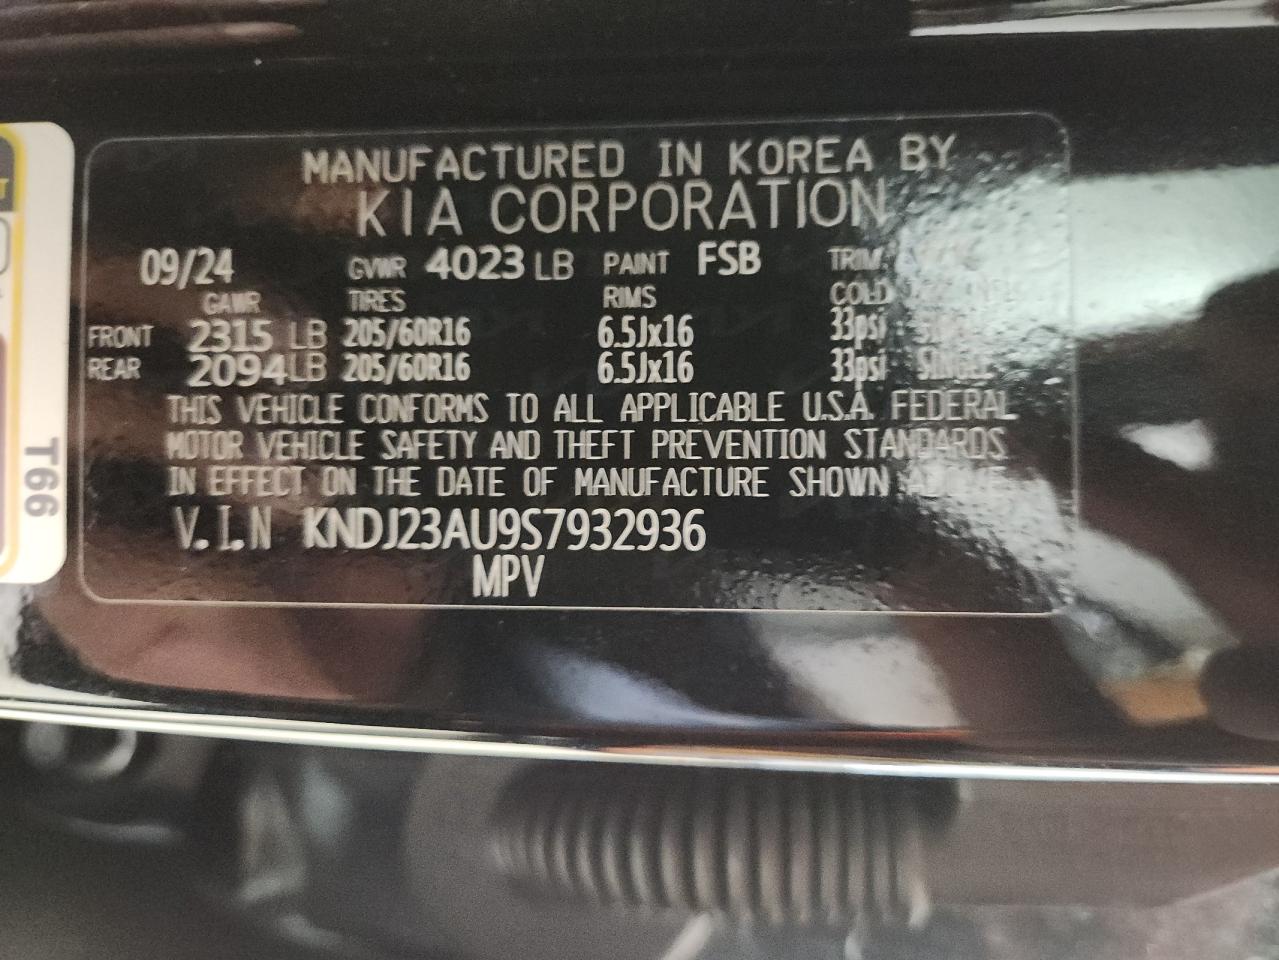 MANUFACTURED IN KOREA BY
KIA CORPORATION
09/24 GVWR 4023 LB PAINT FSB TRIM
GAWR TIRES RIMS COLD
FRONT 2315 LB 205/60R16 6.5Jx16 33psi
REAR 2094LB 205/60R16 6.5Jx16 33psi SINGLE
THIS VEHICLE CONFORMS TO ALL APPLICABLE U.S.A. FEDERAL
MOTOR VEHICLE SAFETY AND THEFT PREVENTION STANDARDS
IN EFFECT ON THE DATE OF MANUFACTURE SHOWN ABOVE.
V.I.N KNDJ23AU9S7932936
MPV
T66